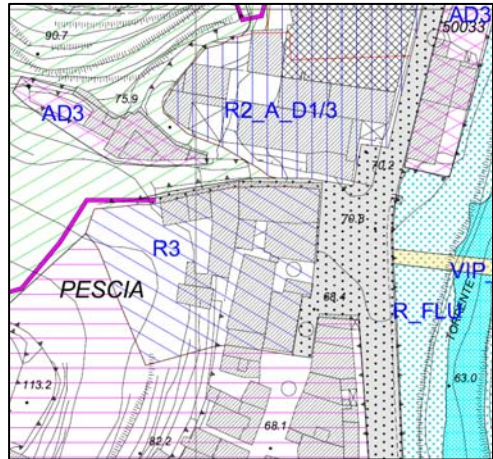 AD3
90.7
50033
75.9
R2_A_D1/3
AD3
70.2
70.8
R3
VIP_
PESCIA
68.4
R_FLU
TORRENTE
63.0
113.2
68.1
82.2